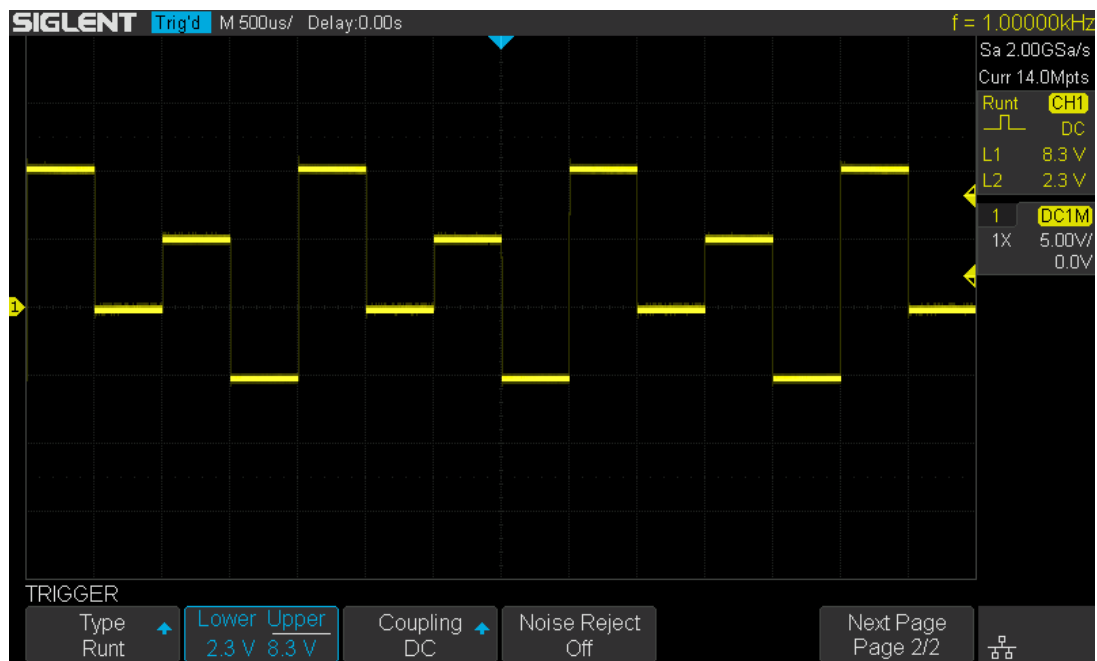 SIGLENT Trig'd M 500us/ Delay:0.00s f = 1.00000kHz
Sa 2.00GSa/s
Curr 14.0Mpts
Runt CH1
DC
L1 8.3 V
L2 2.3 V
1 DC1M
1X 5.00V/
0.0V
1
TRIGGER
Type Lower Upper Coupling Noise Reject Next Page
Runt 2.3 V 8.3 V DC Off Page 2/2